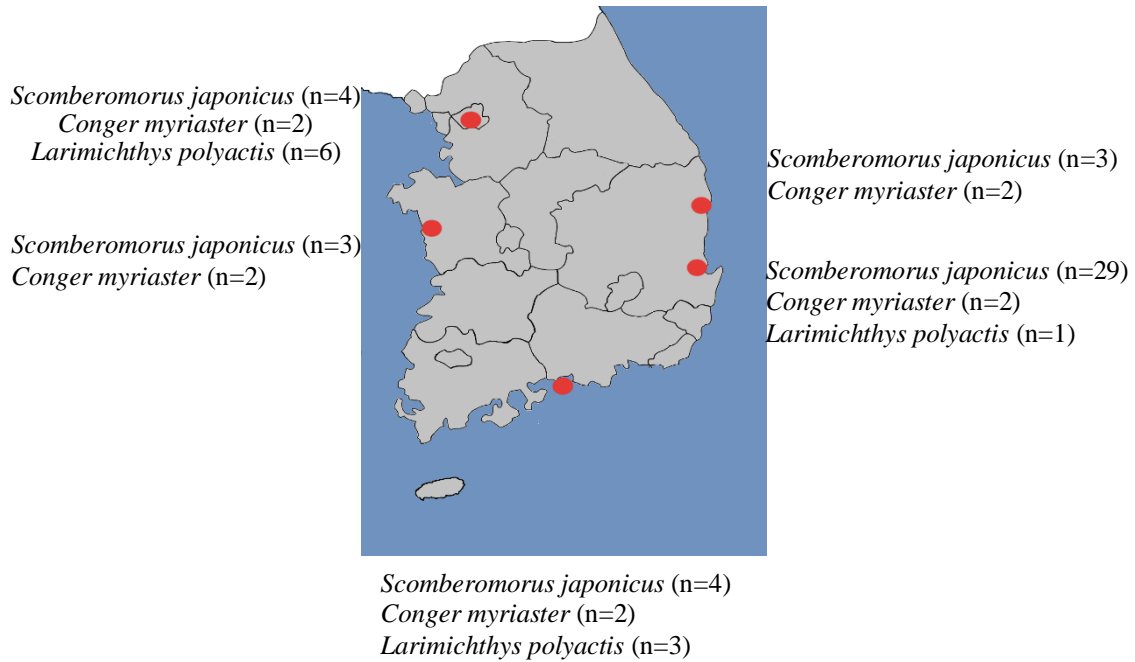 Scomberomorus japonicus (n=4)
Conger myriaster (n=2)
Larimichthys polyactis (n=6)
Scomberomorus japonicus (n=3)
Conger myriaster (n=2)
Scomberomorus japonicus (n=3)
Conger myriaster (n=2)
Scomberomorus japonicus (n=29)
Conger myriaster (n=2)
Larimichthys polyactis (n=1)
Scomberomorus japonicus (n=4)
Conger myriaster (n=2)
Larimichthys polyactis (n=3)